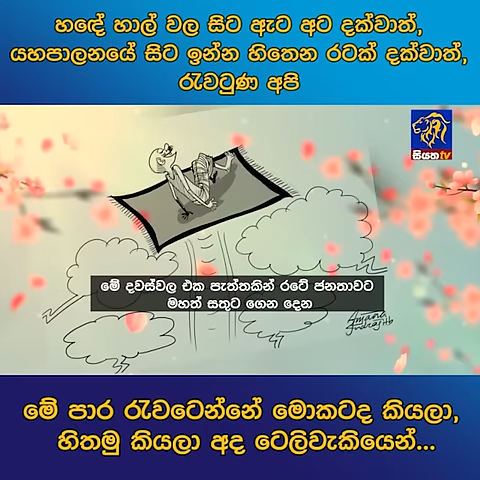 හඳේ හාල් වල සිට ඇට අට දක්වාත්,
යහපාලනයේ සිට ඉන්න හිතෙන රටක් දක්වාත්,
රැවටුණ අපි
සියත tv
මේ දවස්වල එක පැත්තකින් රටේ ජනතාවට
මහත් සතුට ගෙන දෙන
මේ පාර රැවටෙන්නේ මොකටද කියලා,
හිතමු කියලා අද ටෙලිවැකියෙන්...